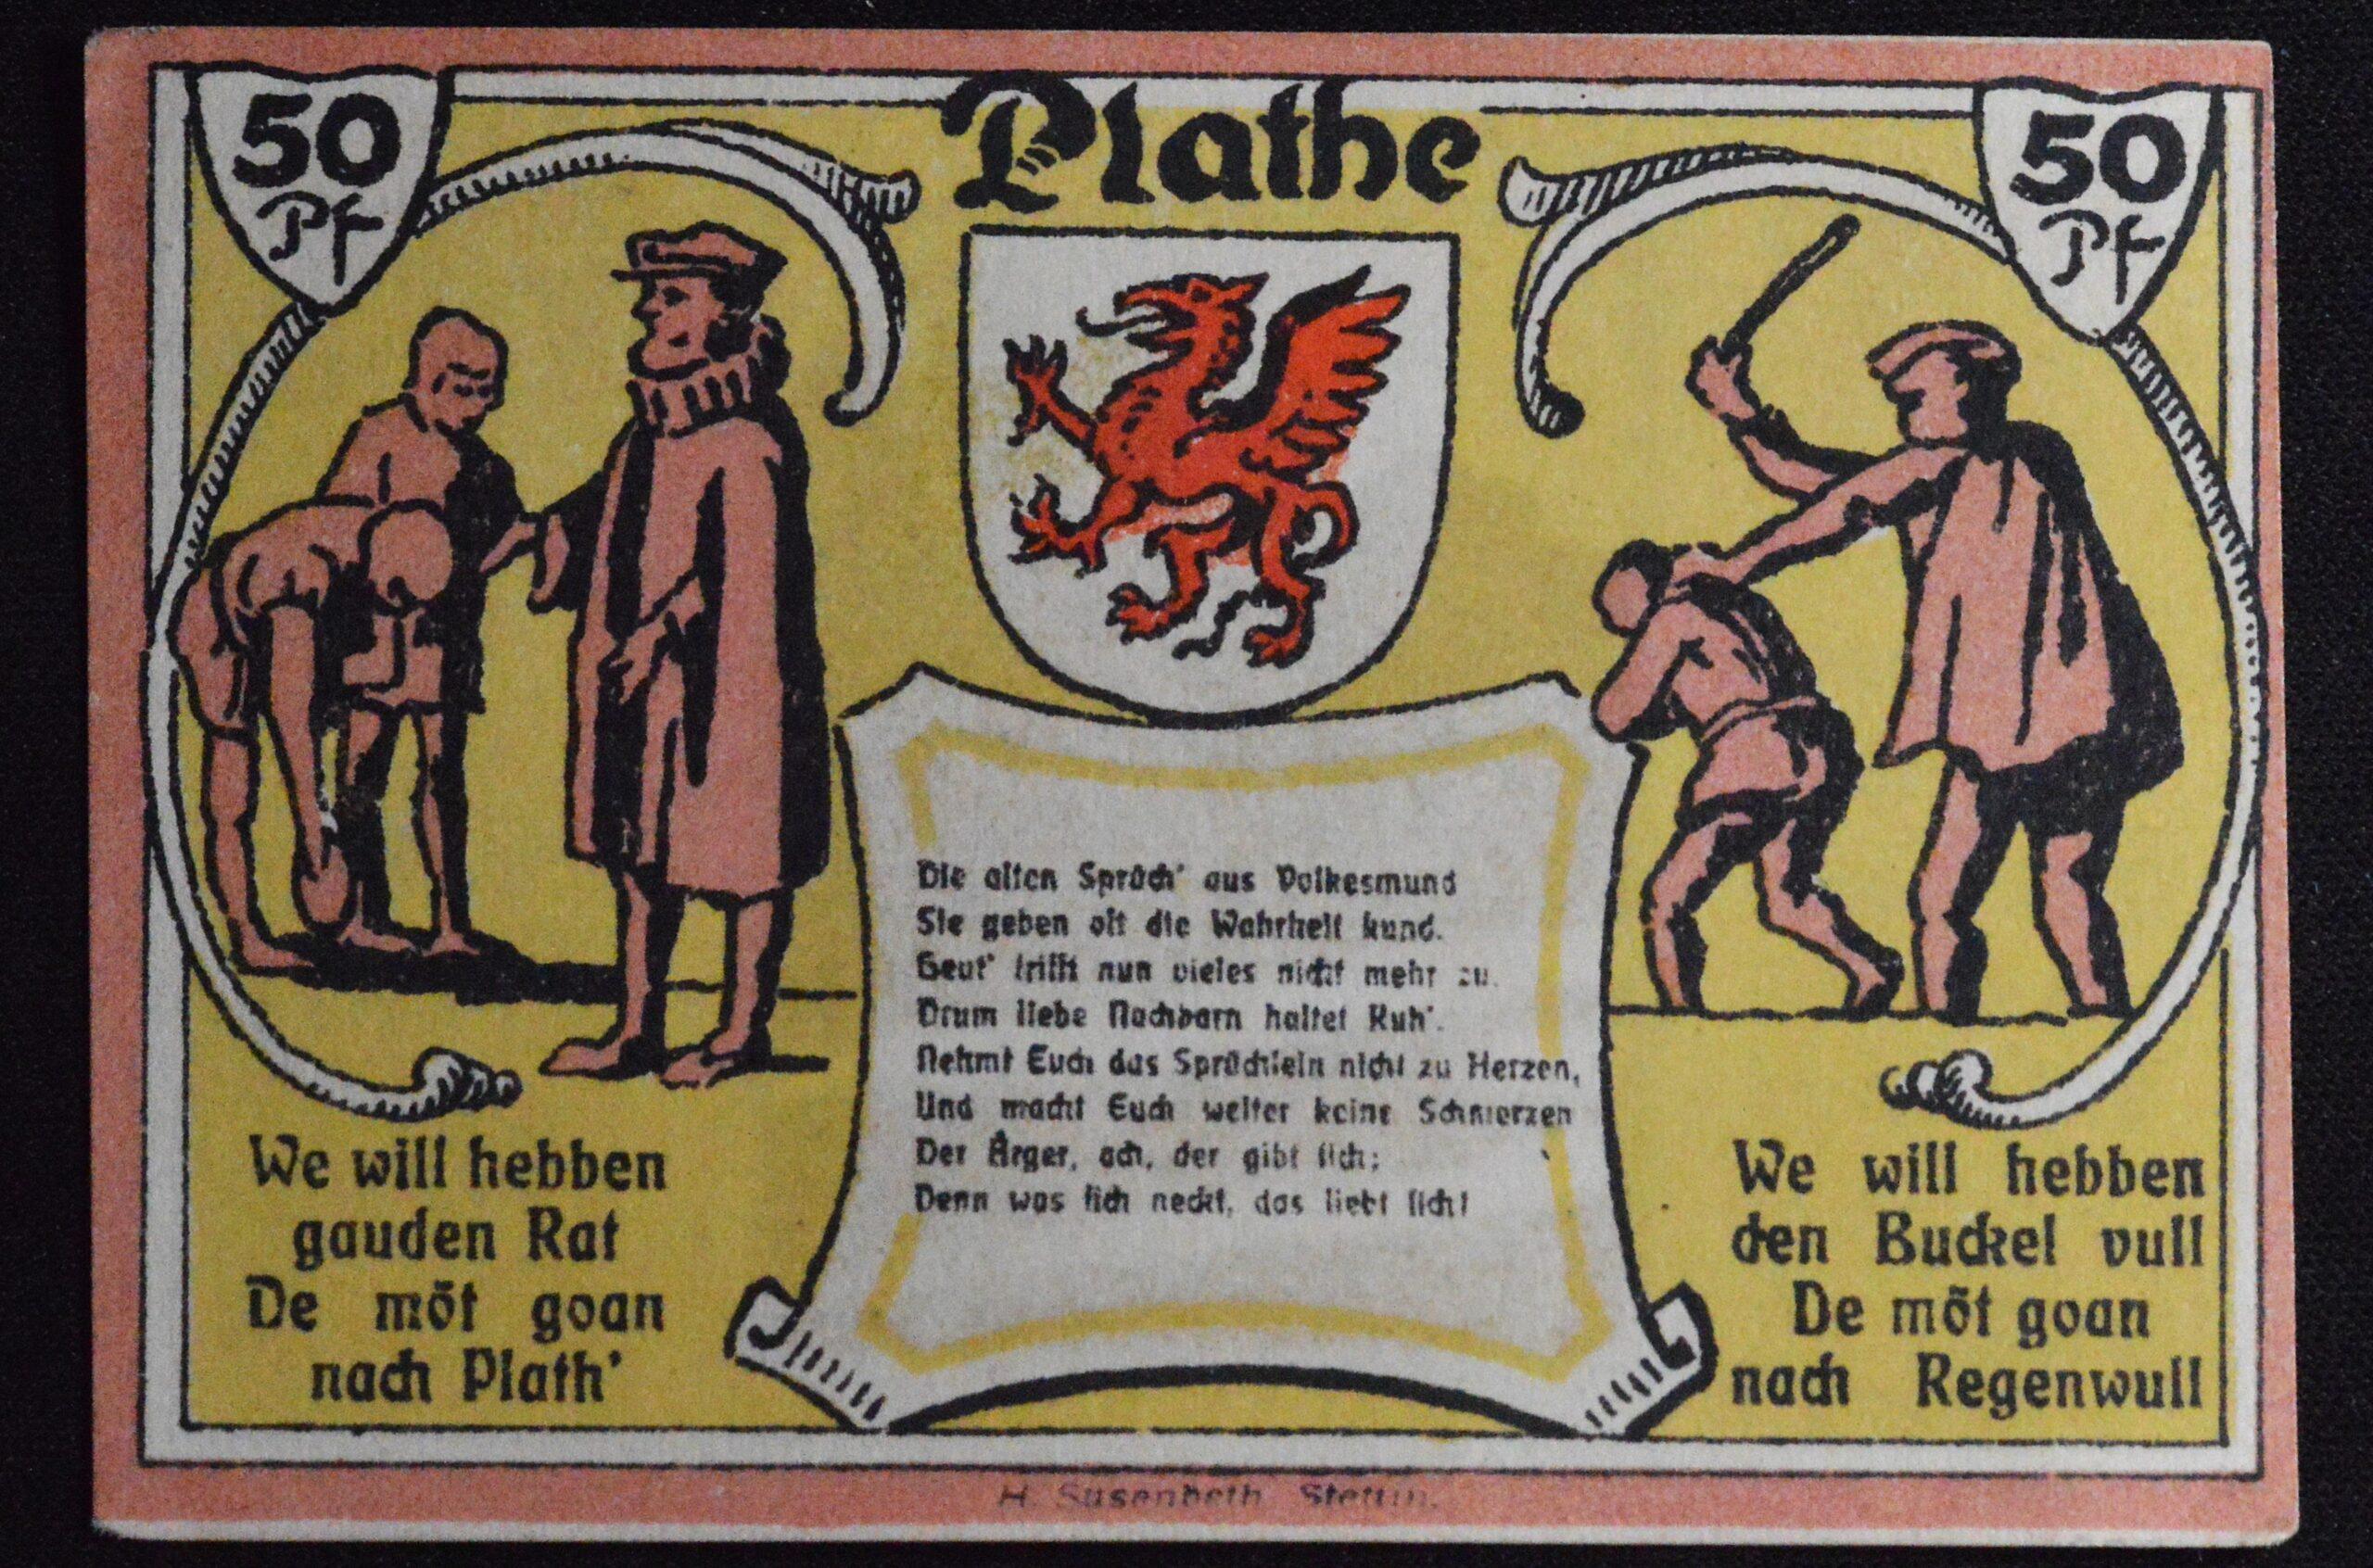 50
Pf
Plathe
50
Pf
Die alten Sprüch' aus Volkesmund
Sie geben oft die Wahrheit kund.
Heut' trifft nun vieles nicht mehr zu.
Drum liebe Nachbarn haltet Ruh'.
Nehmt Euch das Sprüchlein nicht zu Herzen,
Und macht Euch weiter keine Schmerzen
Der Ärger, ach, der gibt sich;
Denn was sich neckt, das liebt sich!
We will hebben
gauden Rat
De möt goan
nach Plath'
We will hebben
den Buckel vull
De möt goan
nach Regenwull
H. Susenbeth, Stettin.